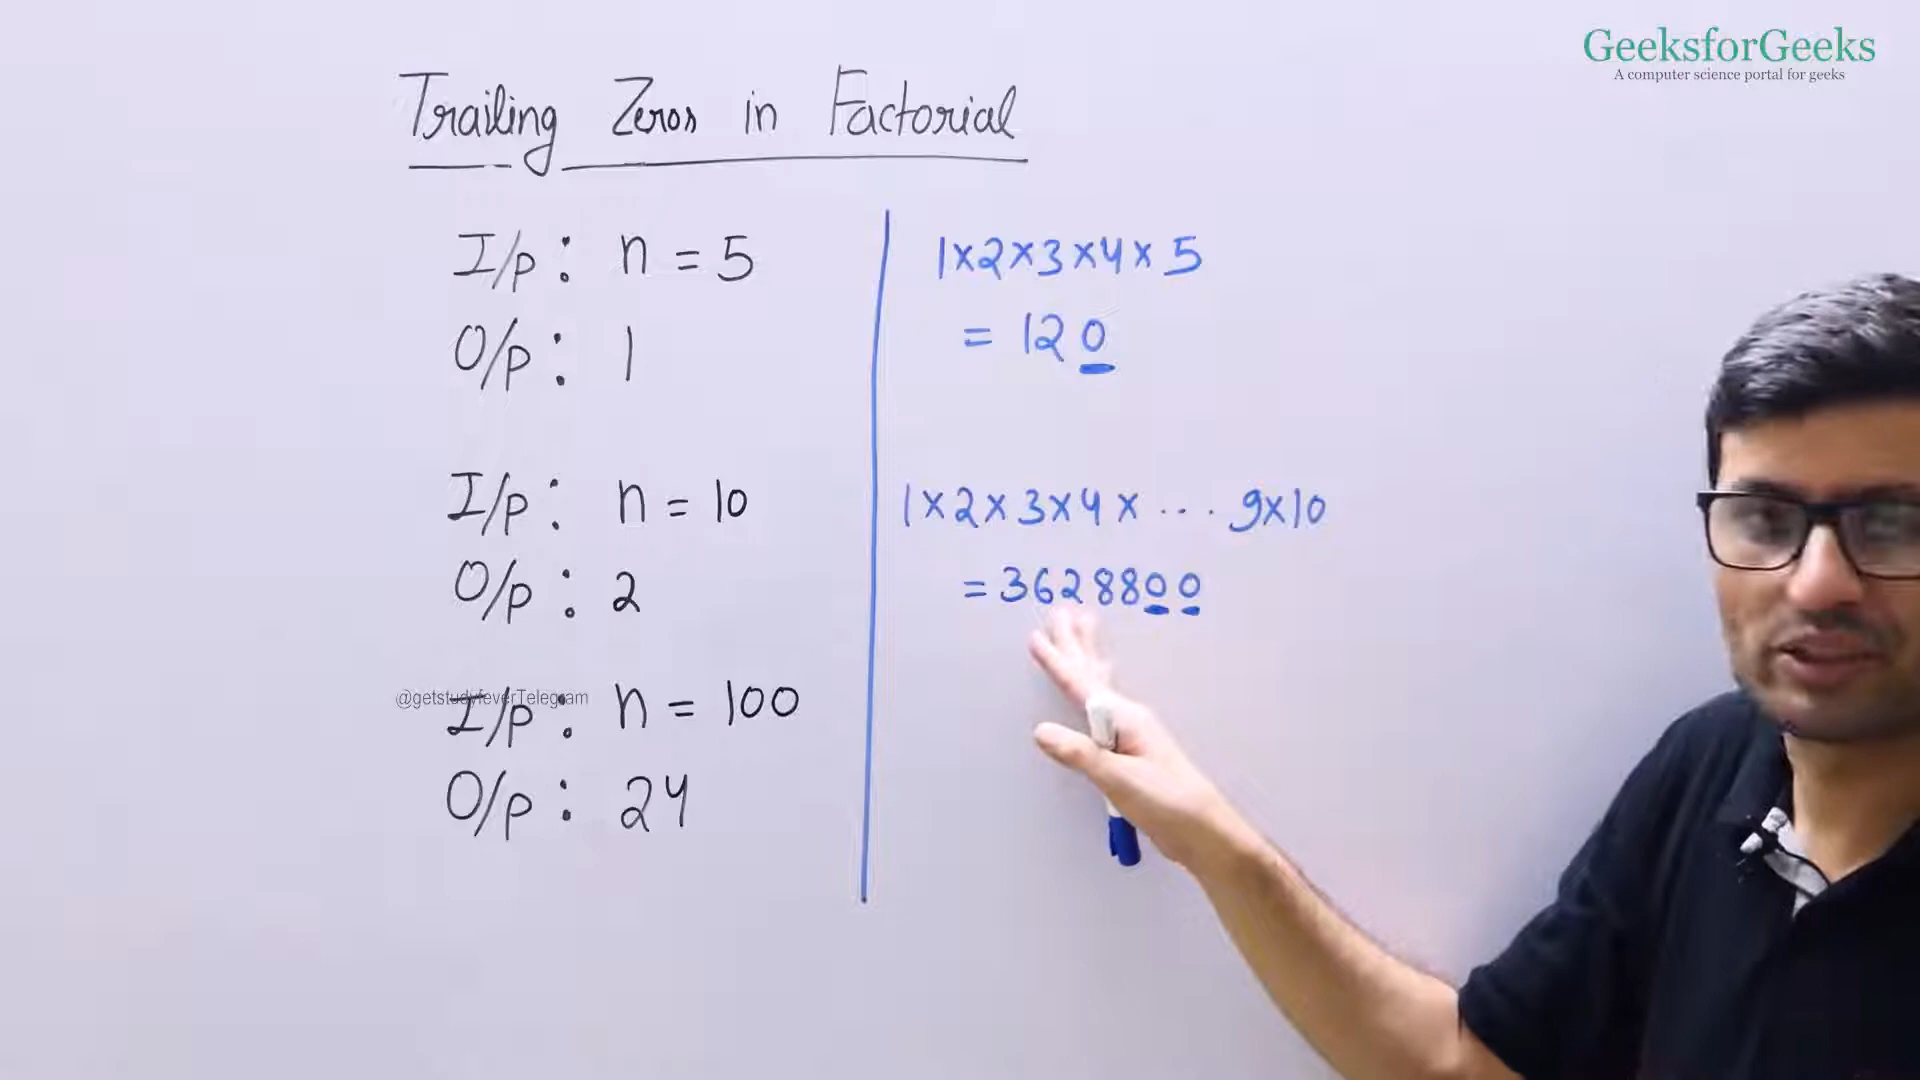 GeeksforGeeks
A computer science portal for geeks
Trailing Zeros in Factorial
I/p : n = 5
O/p : 1
1×2×3×4×5
= 120
I/p : n = 10
O/p : 2
1×2×3×4× ... 9×10
= 3628800
@getstudyfeverTelegram
I/p : n = 100
O/p : 24